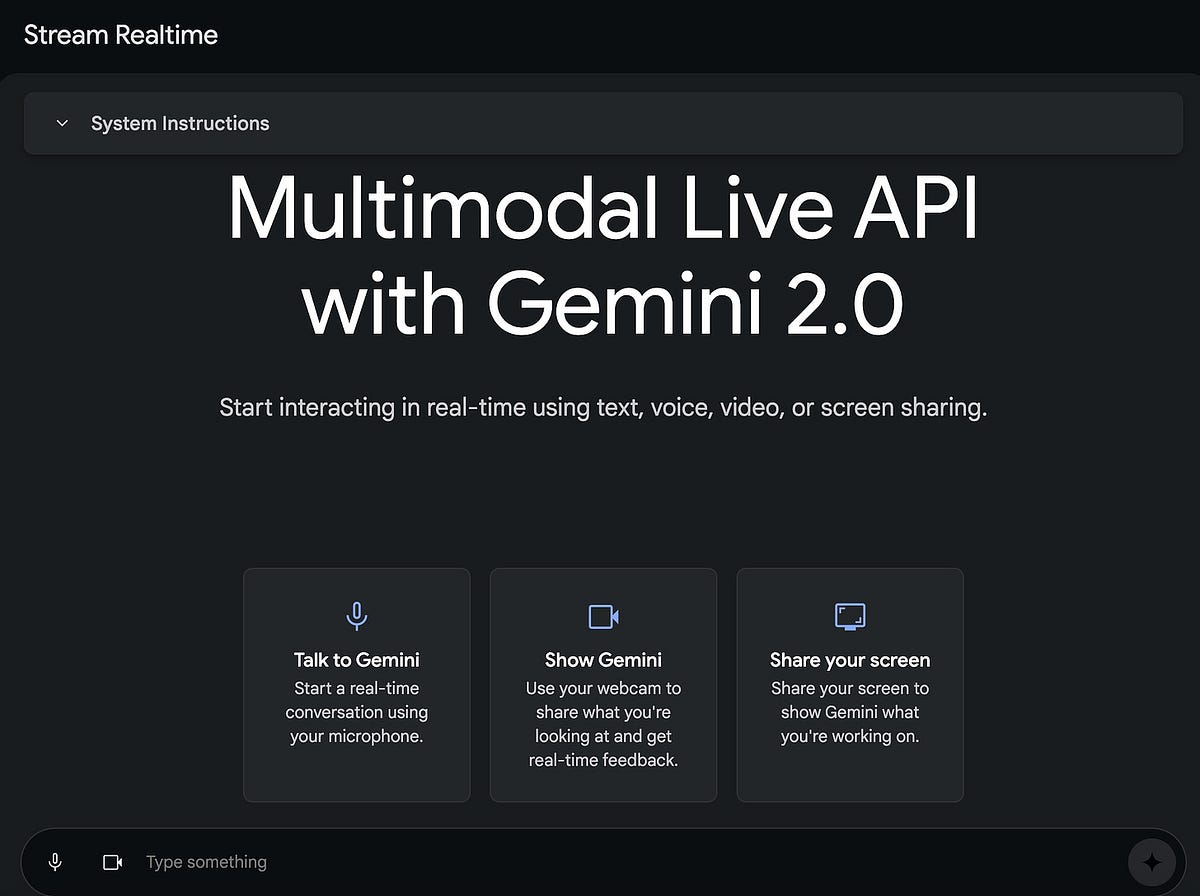 Stream Realtime
System Instructions
Multimodal Live API
with Gemini 2.0
Start interacting in real-time using text, voice, video, or screen sharing.
Talk to Gemini
Start a real-time
conversation using
your microphone.
Show Gemini
Use your webcam to
share what you're
looking at and get
real-time feedback.
Share your screen
Share your screen to
show Gemini what
you're working on.
Type something